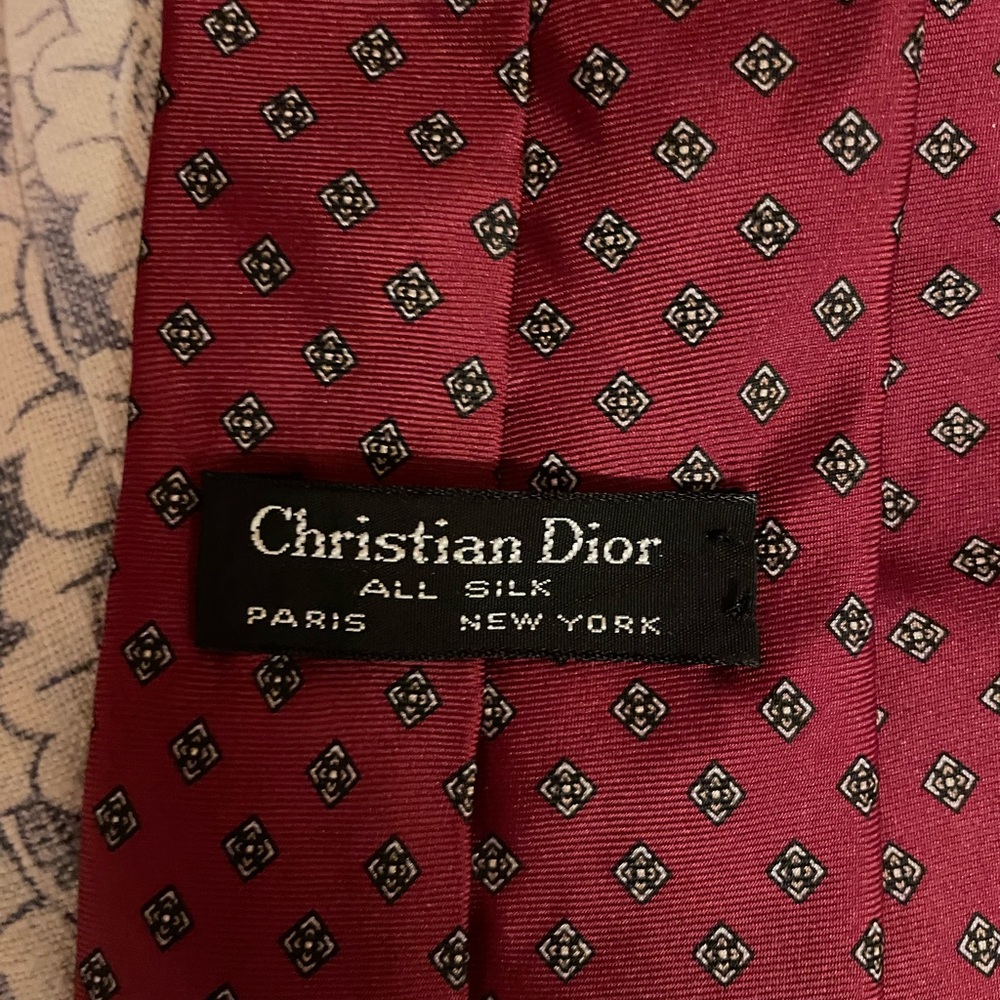 Christian Dior
ALL SILK
PARIS NEW YORK